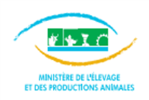 MINISTÈRE DE L'ÉLEVAGE
ET DES PRODUCTIONS ANIMALES